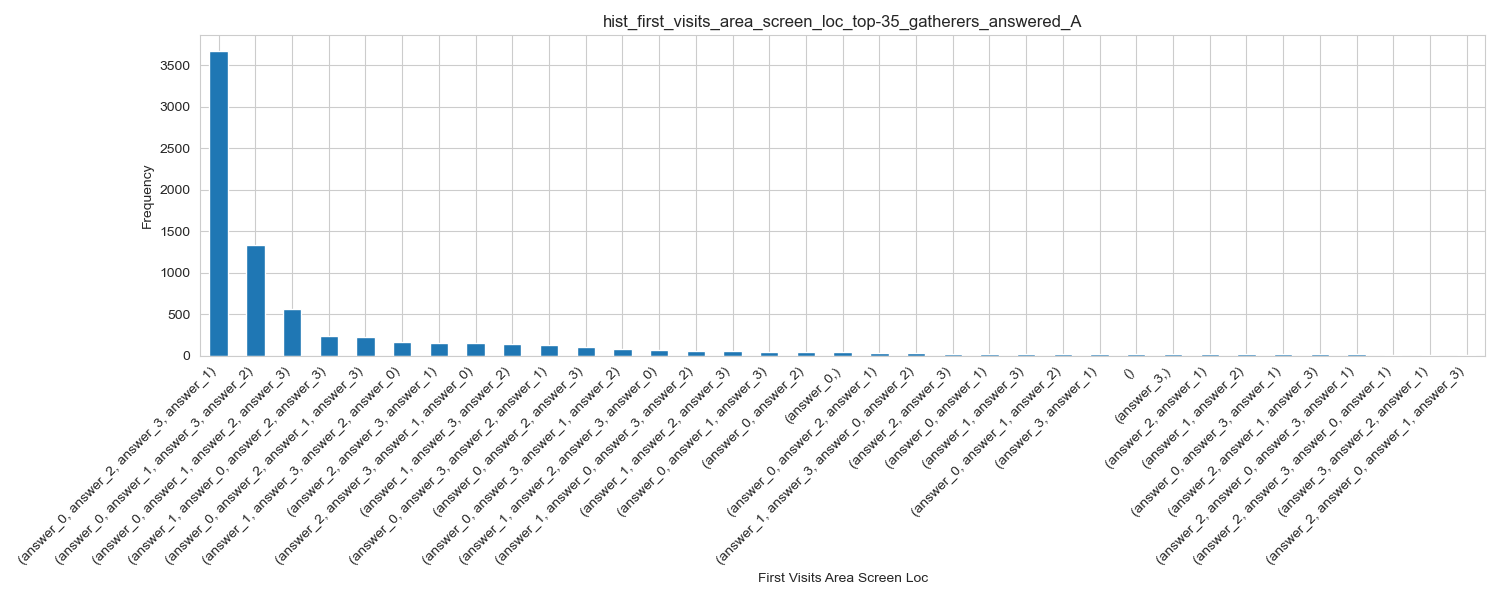 hist_first_visits_area_screen_loc_top-35_gatherers_answered_A
Frequency
3500
3000
2500
2000
1500
1000
500
0
(answer_0, answer_2, answer_3, answer_1)
(answer_0, answer_1, answer_3, answer_2)
(answer_0, answer_1, answer_2, answer_3)
(answer_1, answer_0, answer_2, answer_3)
(answer_0, answer_2, answer_1, answer_3)
(answer_1, answer_3, answer_2, answer_0)
(answer_2, answer_3, answer_1)
(answer_2, answer_3, answer_1, answer_0)
(answer_1, answer_3, answer_2)
(answer_0, answer_3, answer_2, answer_1)
(answer_0, answer_2, answer_3)
(answer_0, answer_3, answer_1, answer_2)
(answer_1, answer_2, answer_3, answer_0)
(answer_1, answer_0, answer_3, answer_2)
(answer_1, answer_2, answer_3)
(answer_0, answer_1, answer_3)
(answer_0, answer_2)
(answer_0,)
(answer_0, answer_2, answer_1)
(answer_1, answer_3, answer_0, answer_2)
(answer_2, answer_3)
(answer_0, answer_1)
(answer_1, answer_3)
(answer_0, answer_1, answer_2)
(answer_3, answer_1)
()
(answer_3,)
(answer_2, answer_1)
(answer_1, answer_2)
(answer_0, answer_3, answer_1)
(answer_2, answer_1, answer_3)
(answer_2, answer_0, answer_3, answer_1)
(answer_2, answer_3, answer_0, answer_1)
(answer_3, answer_2, answer_1)
(answer_2, answer_0, answer_1, answer_3)
First Visits Area Screen Loc